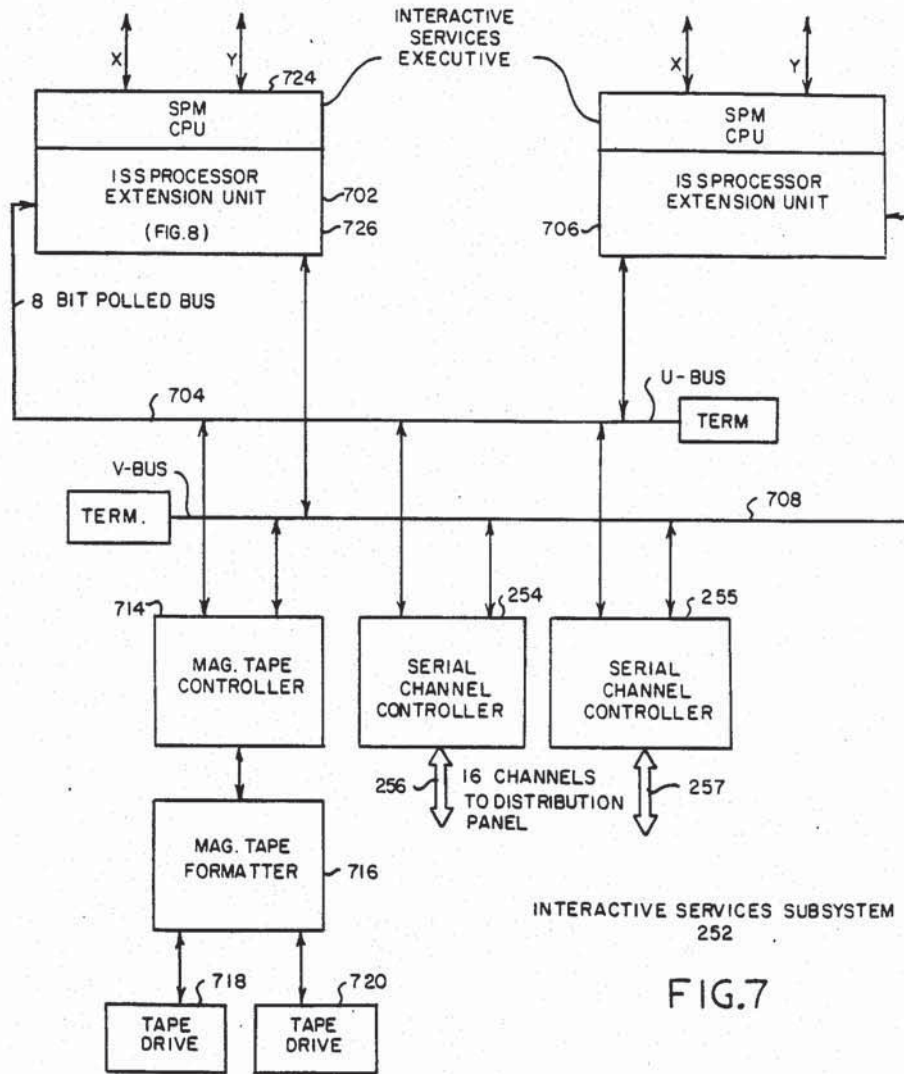 INTERACTIVE
SERVICES
EXECUTIVE
X
Y
724
SPM
CPU
ISS PROCESSOR
EXTENSION UNIT
(FIG. 8)
702
726
X
Y
SPM
CPU
ISS PROCESSOR
EXTENSION UNIT
706
8 BIT POLLED BUS
704
U-BUS
TERM
V-BUS
TERM.
708
714
MAG. TAPE
CONTROLLER
254
SERIAL
CHANNEL
CONTROLLER
255
SERIAL
CHANNEL
CONTROLLER
256
16 CHANNELS
TO DISTRIBUTION
PANEL
257
MAG. TAPE
FORMATTER
716
INTERACTIVE SERVICES SUBSYSTEM
252
718
TAPE
DRIVE
720
TAPE
DRIVE
FIG.7